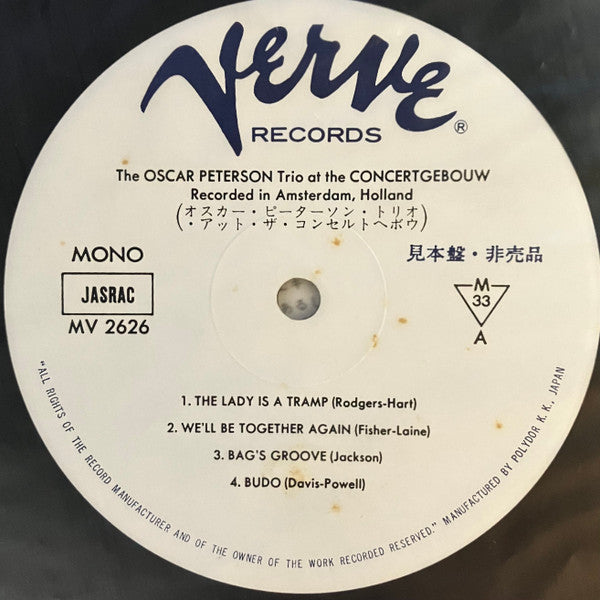 Verve
RECORDS ®
The OSCAR PETERSON Trio at the CONCERTGEBOUW
Recorded in Amsterdam, Holland
(オスカー・ピーターソン・トリオ
・アット・ザ・コンセルトヘボウ)
MONO
見本盤・非売品
JASRAC
MV 2626
M
33
A
1. THE LADY IS A TRAMP (Rodgers-Hart)
2. WE'LL BE TOGETHER AGAIN (Fisher-Laine)
3. BAG'S GROOVE (Jackson)
4. BUDO (Davis-Powell)
"ALL RIGHTS OF THE RECORD MANUFACTURER AND OF THE OWNER OF THE WORK RECORDED RESERVED." MANUFACTURED BY POLYDOR K. K., JAPAN